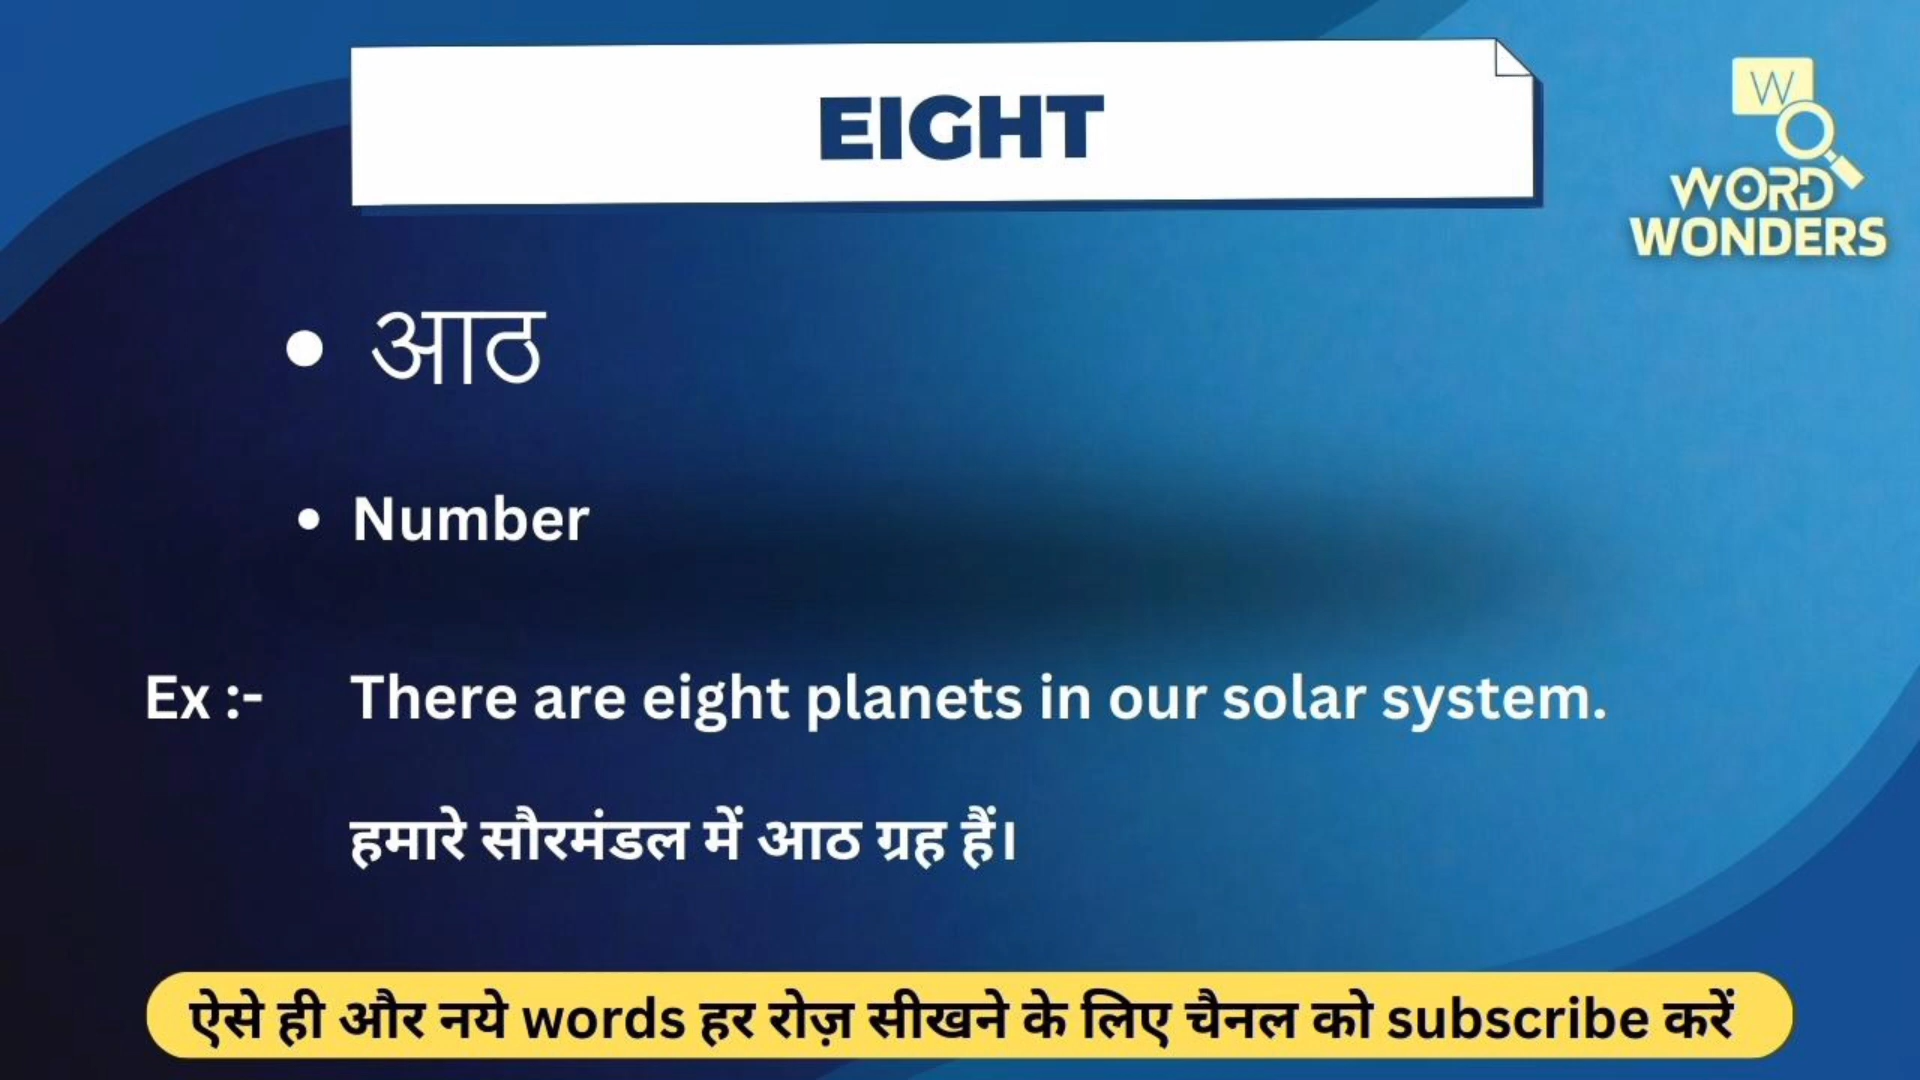 EIGHT
W
WORD
WONDERS
• आठ
• Number
Ex :- There are eight planets in our solar system.
हमारे सौरमंडल में आठ ग्रह हैं।
ऐसे ही और नये words हर रोज़ सीखने के लिए चैनल को subscribe करें